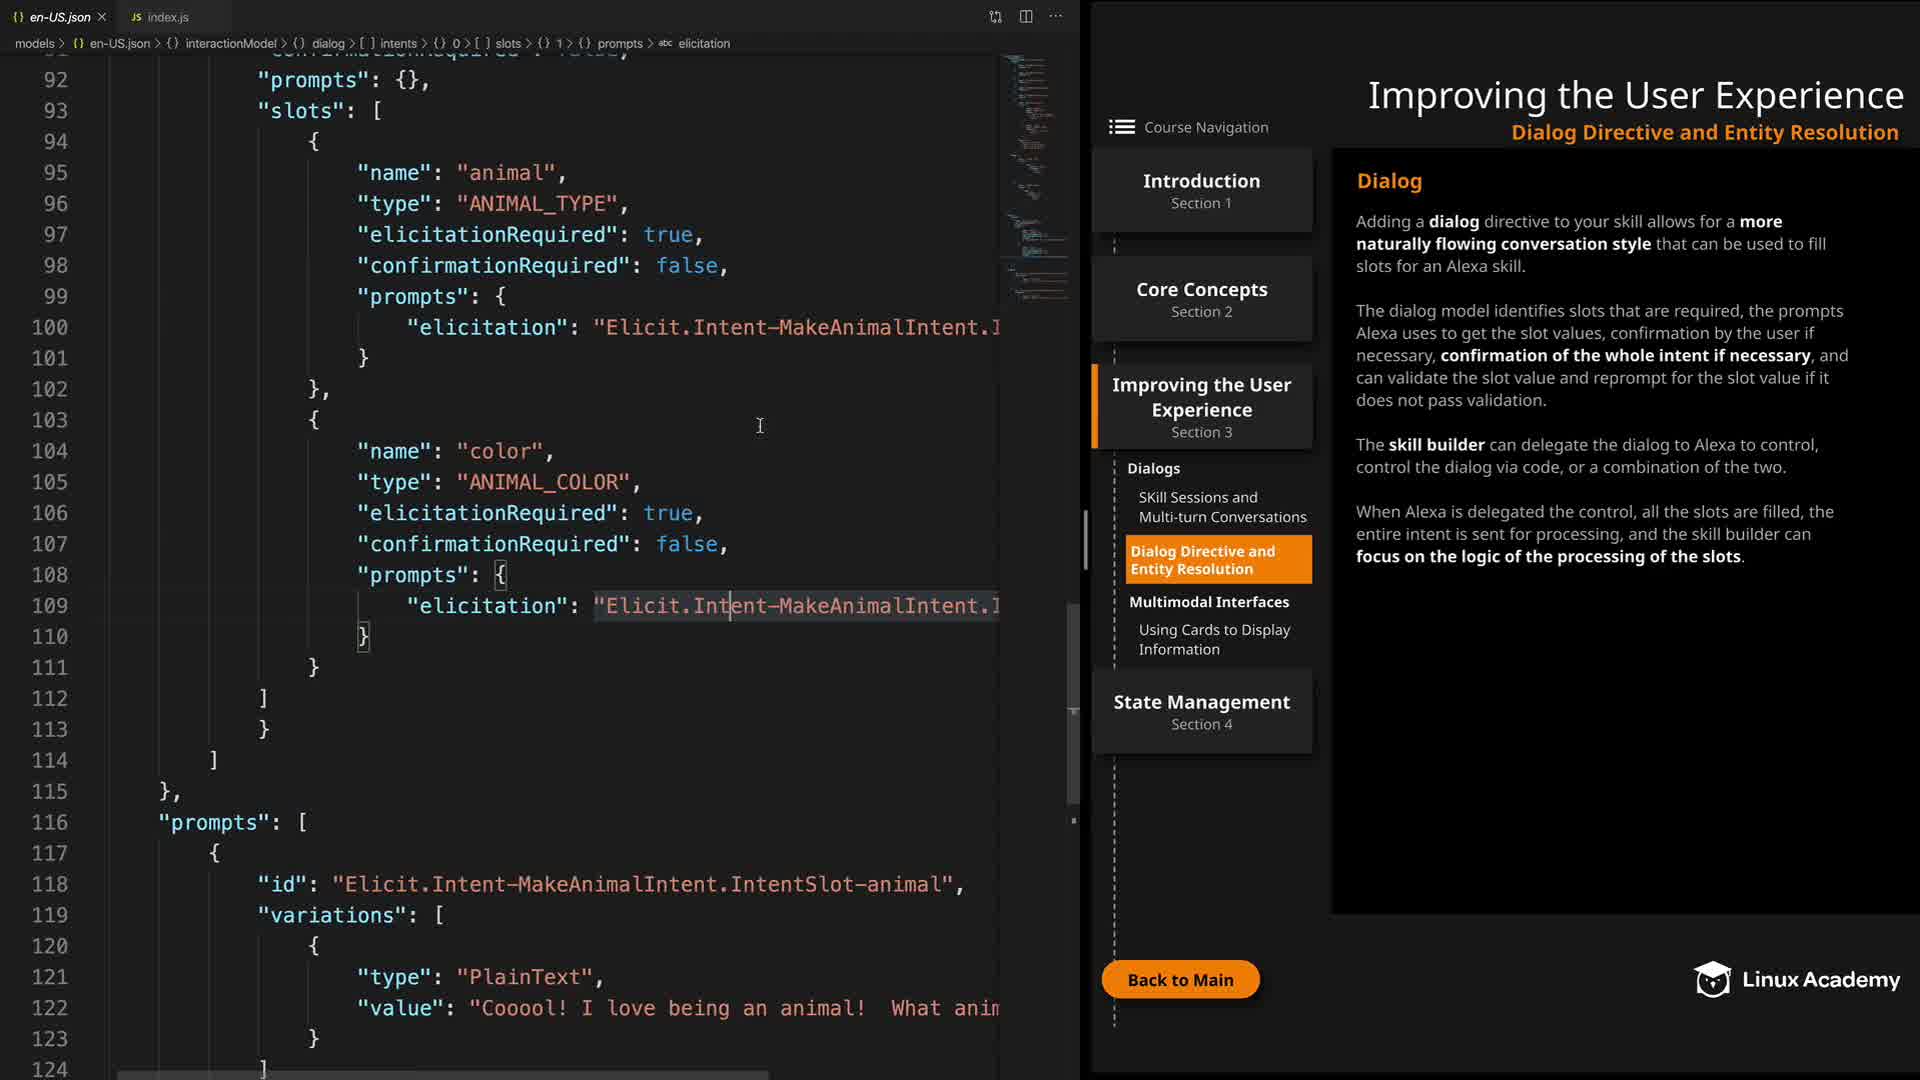 en-US.json
JS index.js
models > {} en-US.json > {} interactionModel > {} dialog > [ ] intents > {} 0 > [ ] slots > {} 1 > {} prompts > abc elicitation
92 "prompts": {},
93 "slots": [
94 {
95 "name": "animal",
96 "type": "ANIMAL_TYPE",
97 "elicitationRequired": true,
98 "confirmationRequired": false,
99 "prompts": {
100 "elicitation": "Elicit.Intent-MakeAnimalIntent.I
101 }
102 },
103 {
104 "name": "color",
105 "type": "ANIMAL_COLOR",
106 "elicitationRequired": true,
107 "confirmationRequired": false,
108 "prompts": {
109 "elicitation": "Elicit.Intent-MakeAnimalIntent.I
110 }
111 }
112 ]
113 }
114 ]
115 },
116 "prompts": [
117 {
118 "id": "Elicit.Intent-MakeAnimalIntent.IntentSlot-animal",
119 "variations": [
120 {
121 "type": "PlainText",
122 "value": "Cooool! I love being an animal!  What anim
123 }
124 ]
Improving the User Experience
Dialog Directive and Entity Resolution
Course Navigation
Introduction
Section 1
Core Concepts
Section 2
Improving the User
Experience
Section 3
Dialogs
SKill Sessions and
Multi-turn Conversations
Dialog Directive and
Entity Resolution
Multimodal Interfaces
Using Cards to Display
Information
State Management
Section 4
Back to Main
Dialog
Adding a dialog directive to your skill allows for a more
naturally flowing conversation style that can be used to fill
slots for an Alexa skill.
The dialog model identifies slots that are required, the prompts
Alexa uses to get the slot values, confirmation by the user if
necessary, confirmation of the whole intent if necessary, and
can validate the slot value and reprompt for the slot value if it
does not pass validation.
The skill builder can delegate the dialog to Alexa to control,
control the dialog via code, or a combination of the two.
When Alexa is delegated the control, all the slots are filled, the
entire intent is sent for processing, and the skill builder can
focus on the logic of the processing of the slots.
Linux Academy